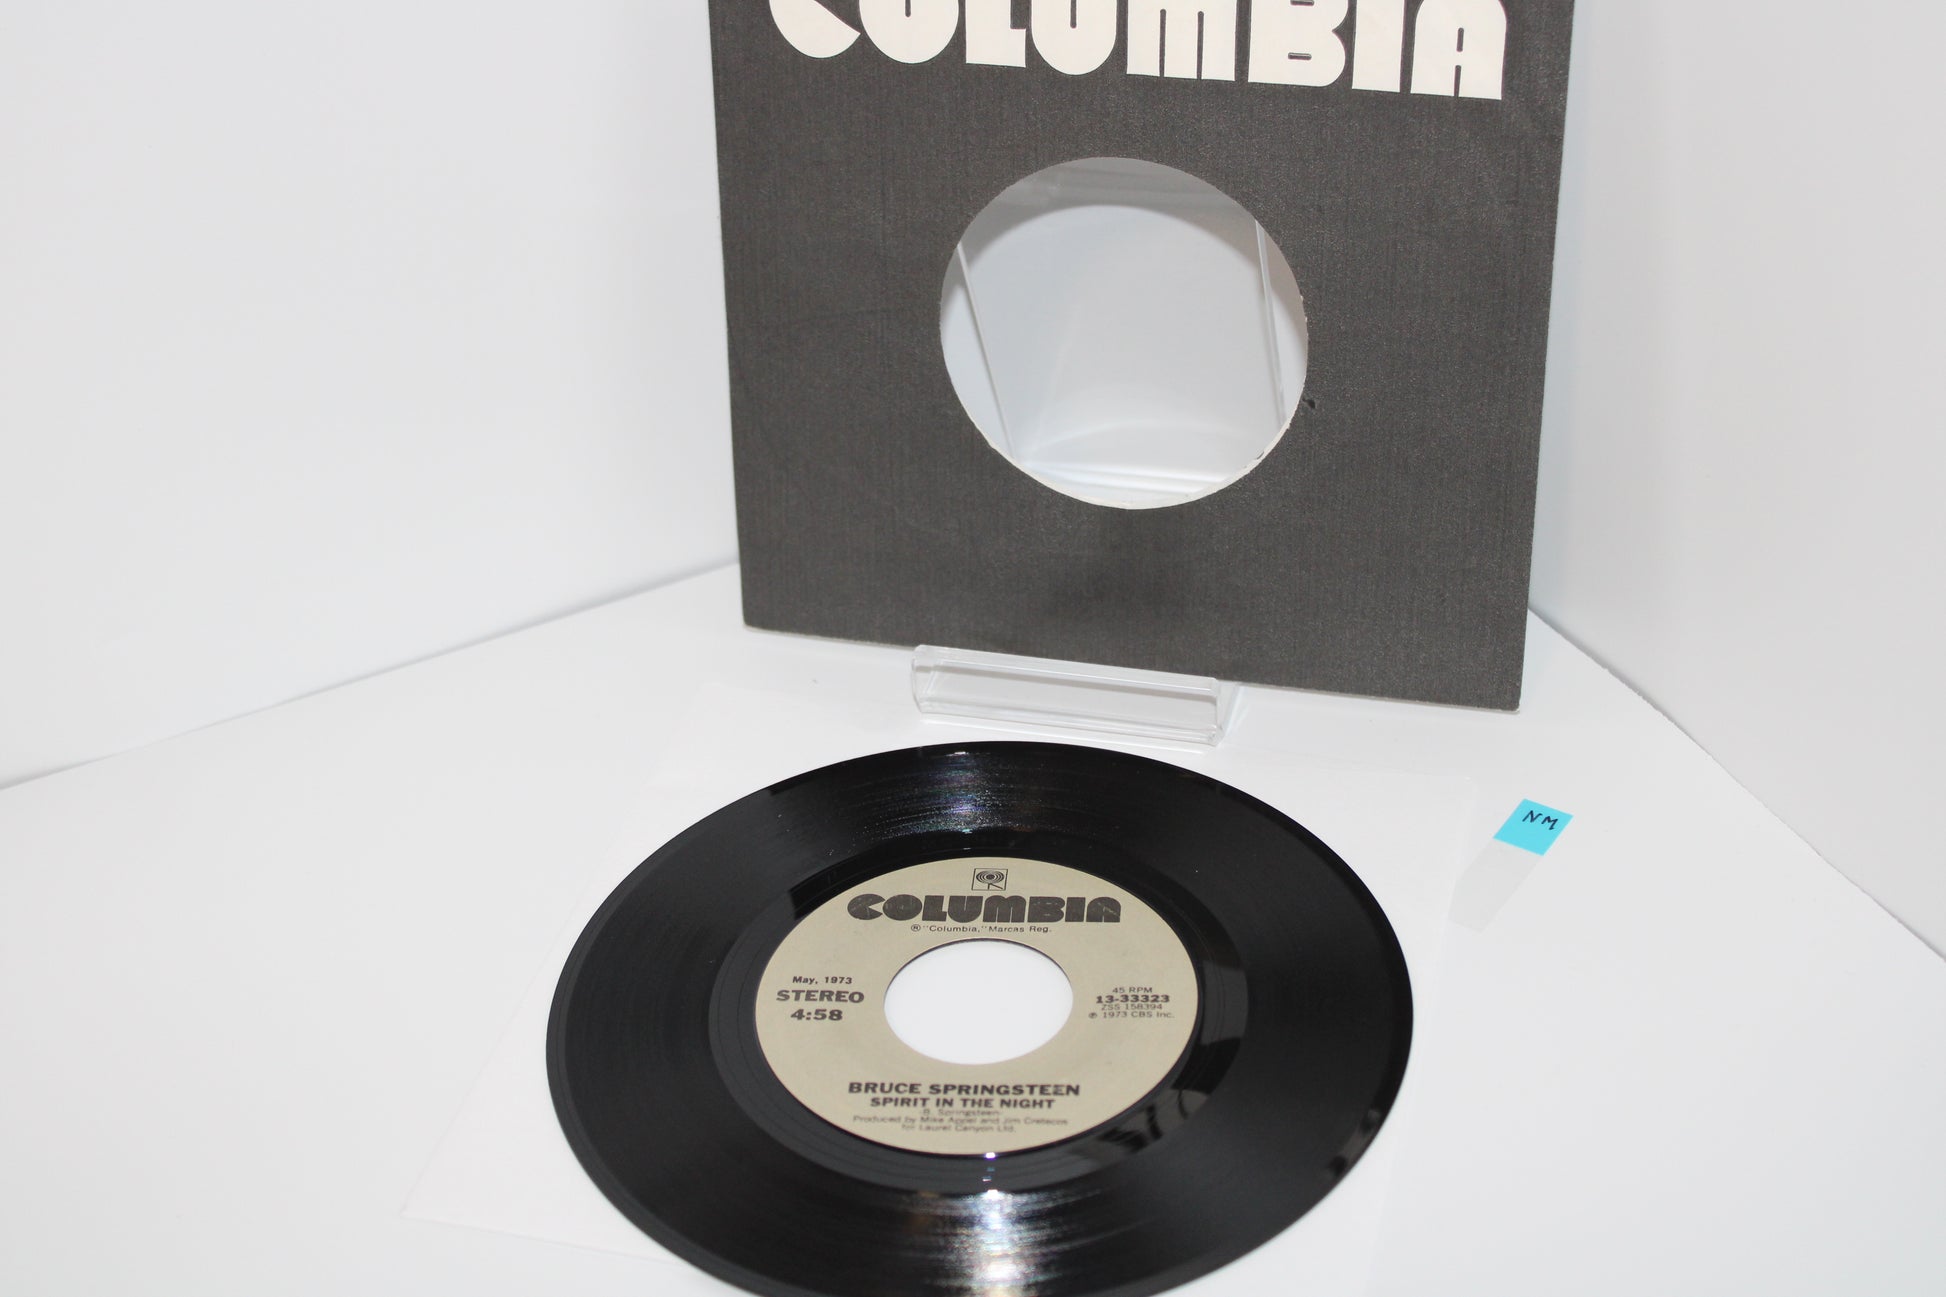 COLUMBIA
NM
COLUMBIA
® "Columbia," Marcas Reg.
May, 1973
STEREO
4:58
45 RPM
13-33323
ZSS 158394
℗ 1973 CBS Inc.
BRUCE SPRINGSTEEN
SPIRIT IN THE NIGHT
-B. Springsteen-
Produced by Mike Appel and Jim Cretecos
for Laurel Canyon Ltd.